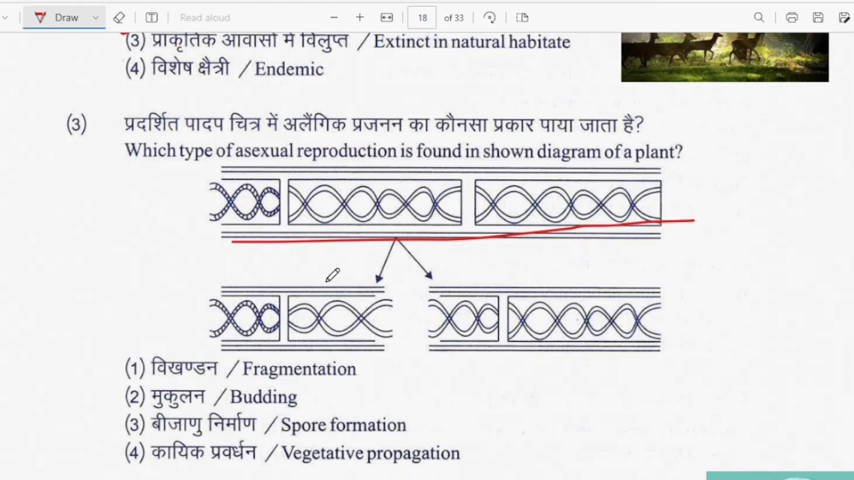 Draw
Read aloud
18 of 33
(3) प्राकृतिक आवासों में विलुप्त / Extinct in natural habitate
(4) विशेष क्षैत्री / Endemic
(3) प्रदर्शित पादप चित्र में अलैंगिक प्रजनन का कौनसा प्रकार पाया जाता है?
Which type of asexual reproduction is found in shown diagram of a plant?
(1) विखण्डन / Fragmentation
(2) मुकुलन / Budding
(3) बीजाणु निर्माण / Spore formation
(4) कायिक प्रवर्धन / Vegetative propagation